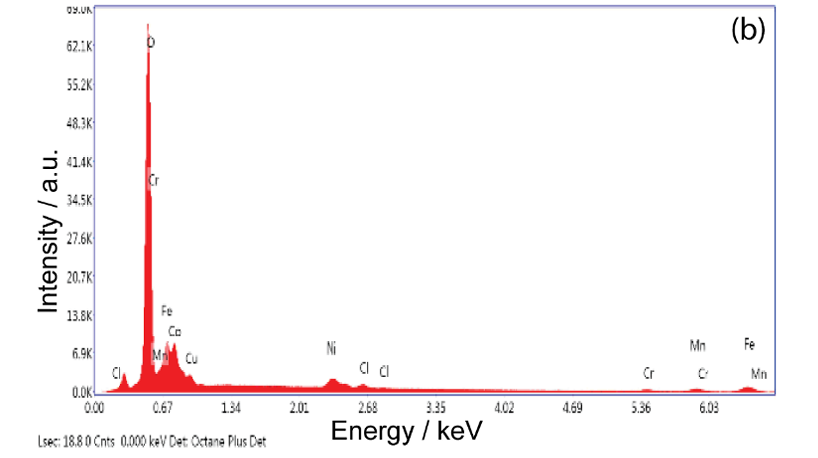 69.0K
(b)
62.1K
O
55.2K
48.3K
41.4K
Cr
34.5K
27.6K
20.7K
Fe
13.8K
Co
Ni
Mn
Fe
6.9K
Mn
Cu
Cl
Cl
Cl
Cr
Cr
Mn
0.0K
0.00 0.67 1.34 2.01 2.68 3.35 4.02 4.69 5.36 6.03
Intensity / a.u.
Energy / keV
Lsec: 18.8 0 Cnts 0.000 keV Det: Octane Plus Det